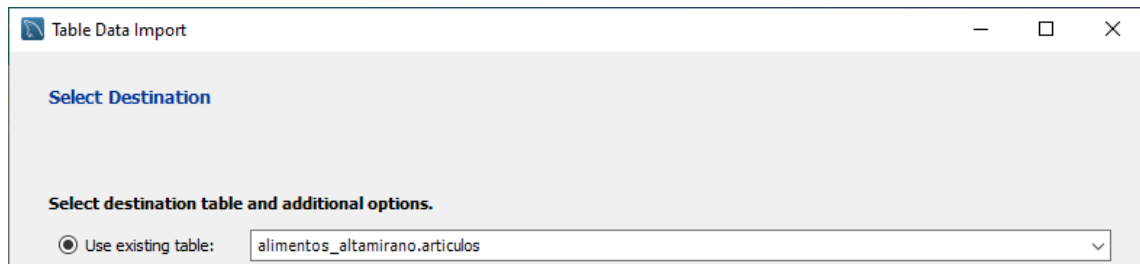 Table Data Import
Select Destination
Select destination table and additional options.
Use existing table: alimentos_altamirano.articulos